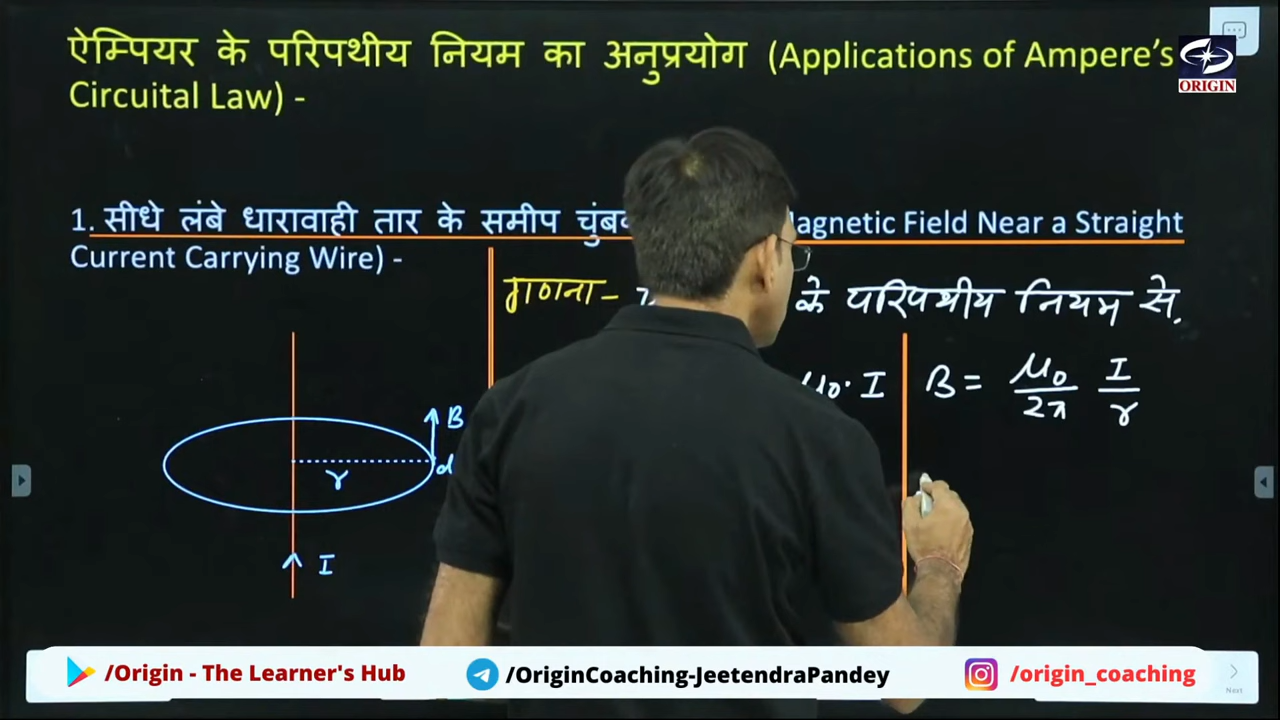 ऐम्पियर के परिपथीय नियम का अनुप्रयोग (Applications of Ampere's
Circuital Law) -
ORIGIN
1. सीधे लंबे धारावाही तार के समीप
agnetic Field Near a Straight
Current Carrying Wire) -
गणना -
के परिपथीय नियम से.
μ₀·I
B = μ₀/2π I/r
B
r
I
/Origin - The Learner's Hub
/OriginCoaching-JeetendraPandey
/origin_coaching
Next